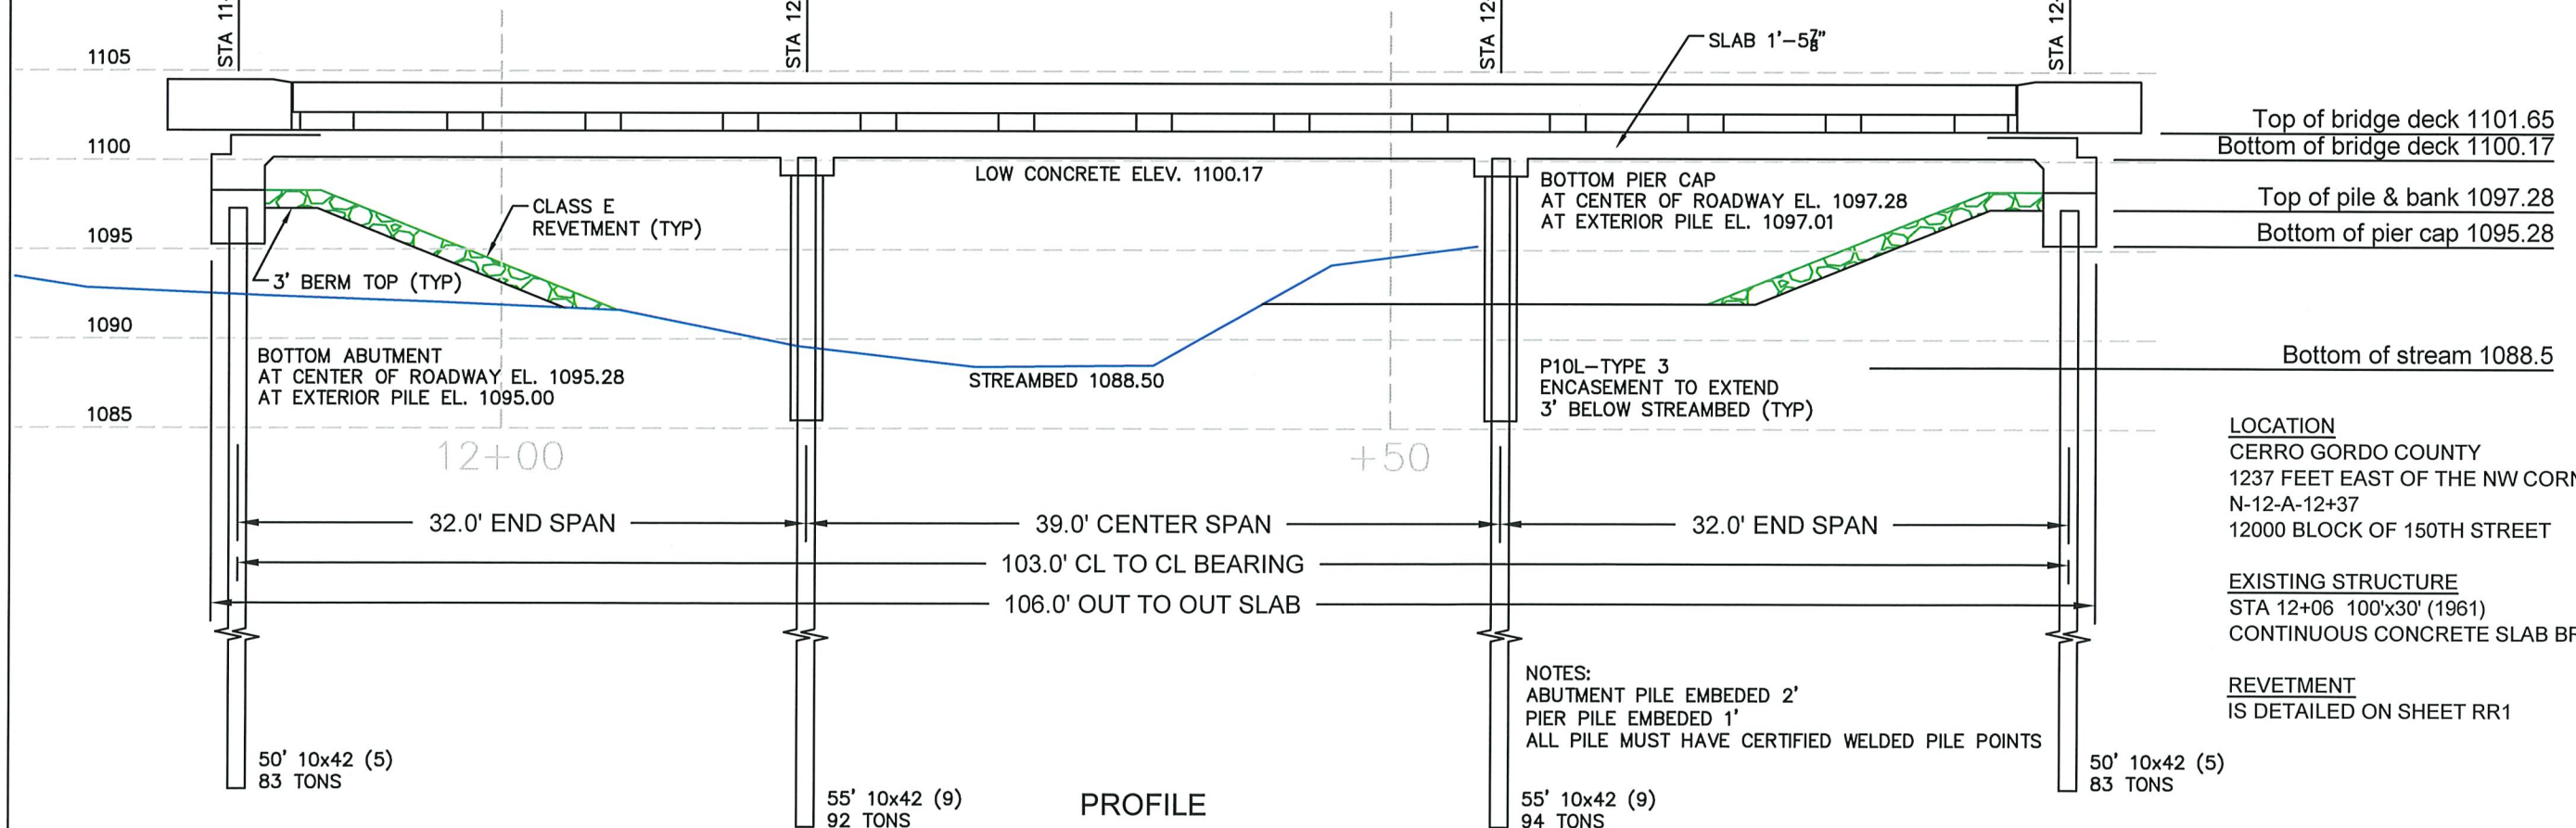 STA 11
STA 12
STA 12
STA 12
SLAB 1'-5⅞"
1105
1100
1095
1090
1085
Top of bridge deck 1101.65
Bottom of bridge deck 1100.17
Top of pile & bank 1097.28
Bottom of pier cap 1095.28
Bottom of stream 1088.5
LOW CONCRETE ELEV. 1100.17
BOTTOM PIER CAP
AT CENTER OF ROADWAY EL. 1097.28
AT EXTERIOR PILE EL. 1097.01
CLASS E
REVETMENT (TYP)
3' BERM TOP (TYP)
BOTTOM ABUTMENT
AT CENTER OF ROADWAY EL. 1095.28
AT EXTERIOR PILE EL. 1095.00
STREAMBED 1088.50
P10L-TYPE 3
ENCASEMENT TO EXTEND
3' BELOW STREAMBED (TYP)
12+00
+50
32.0' END SPAN
39.0' CENTER SPAN
32.0' END SPAN
103.0' CL TO CL BEARING
106.0' OUT TO OUT SLAB
LOCATION
CERRO GORDO COUNTY
1237 FEET EAST OF THE NW CORN
N-12-A-12+37
12000 BLOCK OF 150TH STREET
EXISTING STRUCTURE
STA 12+06 100'x30' (1961)
CONTINUOUS CONCRETE SLAB BR
REVETMENT
IS DETAILED ON SHEET RR1
NOTES:
ABUTMENT PILE EMBEDED 2'
PIER PILE EMBEDED 1'
ALL PILE MUST HAVE CERTIFIED WELDED PILE POINTS
50' 10x42 (5)
83 TONS
55' 10x42 (9)
92 TONS
PROFILE
55' 10x42 (9)
94 TONS
50' 10x42 (5)
83 TONS